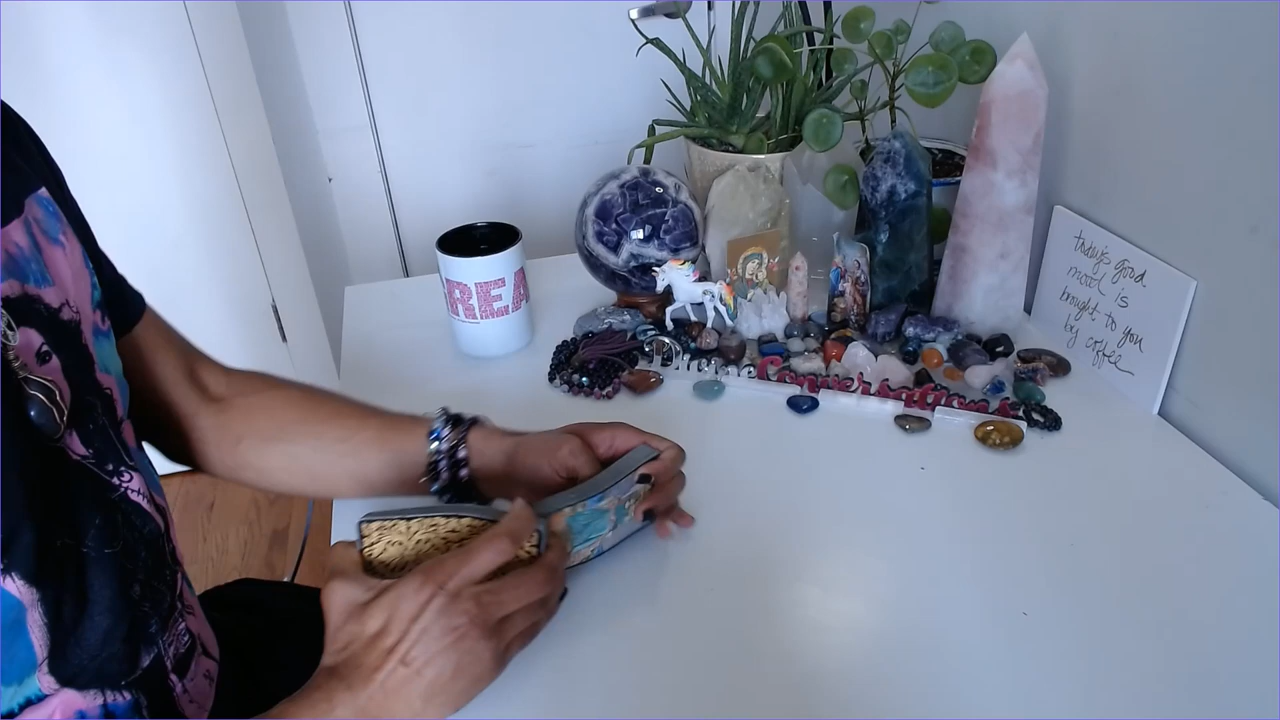 REA
Divine Conversations
today's good
mood is
brought to you
by coffee